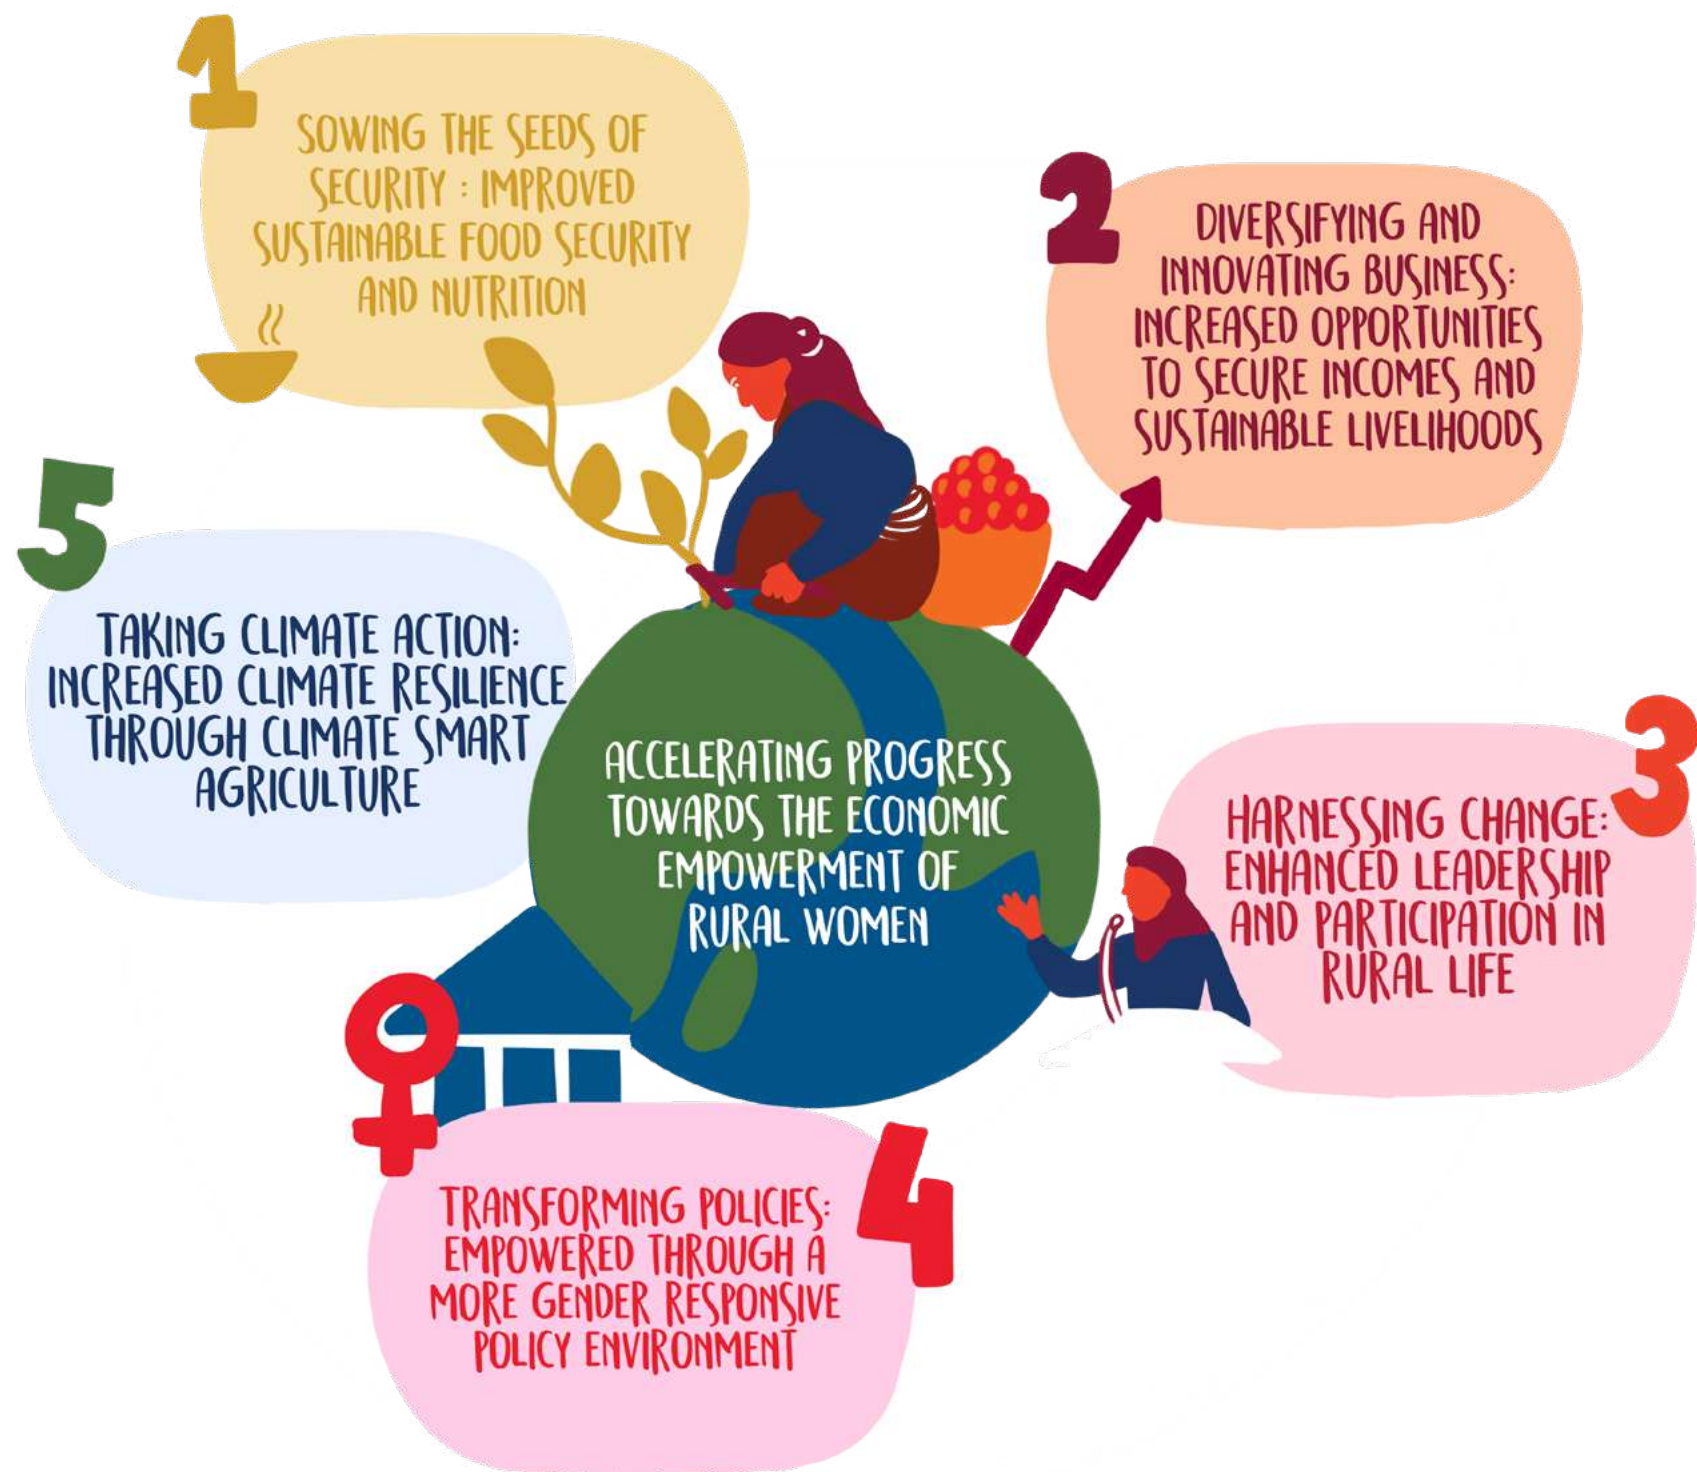 1
SOWING THE SEEDS OF
SECURITY : IMPROVED
SUSTAINABLE FOOD SECURITY
AND NUTRITION
2
DIVERSIFYING AND
INNOVATING BUSINESS:
INCREASED OPPORTUNITIES
TO SECURE INCOMES AND
SUSTAINABLE LIVELIHOODS
3
HARNESSING CHANGE:
ENHANCED LEADERSHIP
AND PARTICIPATION IN
RURAL LIFE
4
TRANSFORMING POLICIES:
EMPOWERED THROUGH A
MORE GENDER RESPONSIVE
POLICY ENVIRONMENT
5
TAKING CLIMATE ACTION:
INCREASED CLIMATE RESILIENCE
THROUGH CLIMATE SMART
AGRICULTURE
ACCELERATING PROGRESS
TOWARDS THE ECONOMIC
EMPOWERMENT OF
RURAL WOMEN